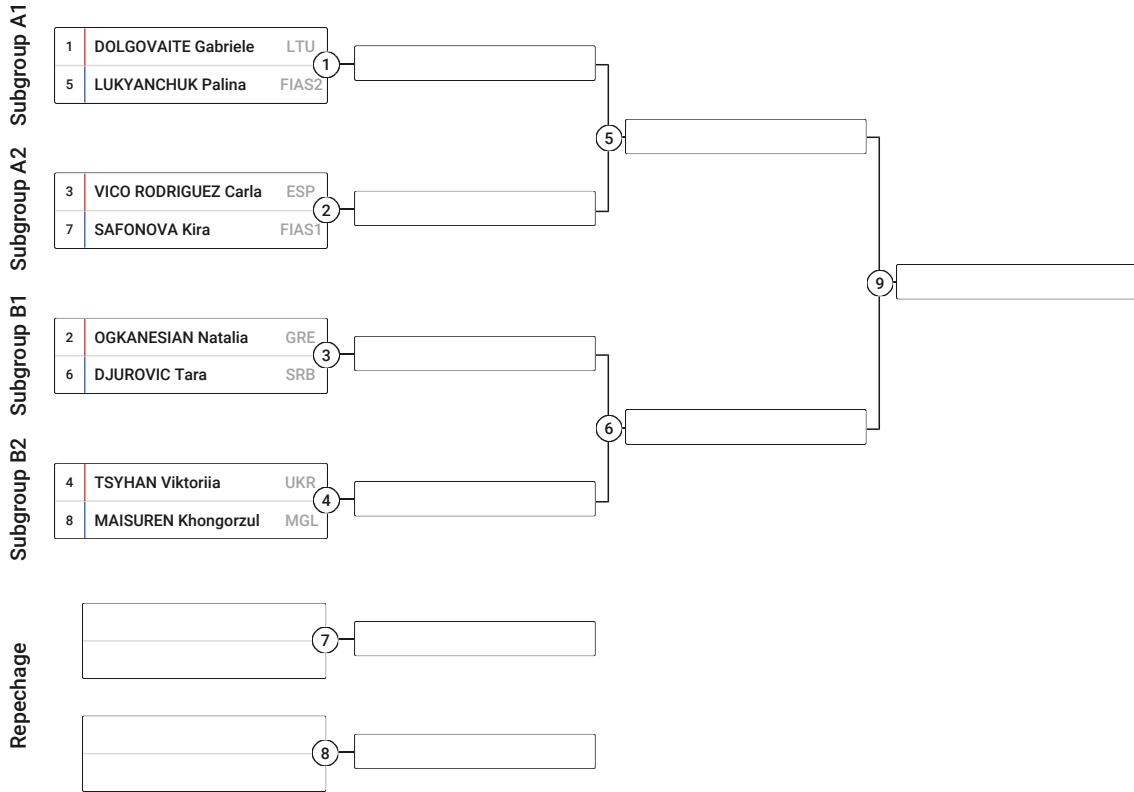 Subgroup A1
1 DOLGOVAITE Gabriele LTU
5 LUKYANCHUK Palina FIAS2
1
5
Subgroup A2
3 VICO RODRIGUEZ Carla ESP
7 SAFONOVA Kira FIAS1
2
9
Subgroup B1
2 OGKANESIAN Natalia GRE
6 DJUROVIC Tara SRB
3
6
Subgroup B2
4 TSYHAN Viktoriia UKR
8 MAISUREN Khongorzul MGL
4
Repechage
7
8